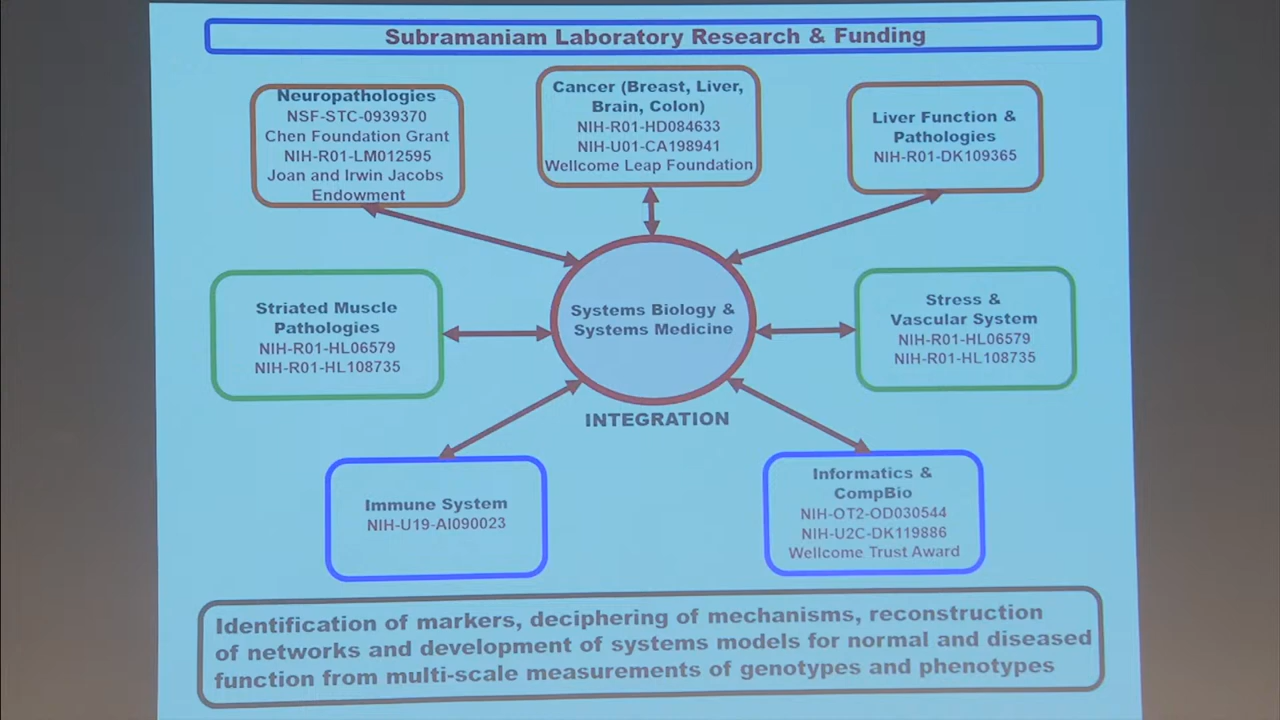 Subramaniam Laboratory Research & Funding
Neuropathologies
NSF-STC-0939370
Chen Foundation Grant
NIH-R01-LM012595
Joan and Irwin Jacobs
Endowment
Cancer (Breast, Liver,
Brain, Colon)
NIH-R01-HD084633
NIH-U01-CA198941
Wellcome Leap Foundation
Liver Function &
Pathologies
NIH-R01-DK109365
Striated Muscle
Pathologies
NIH-R01-HL06579
NIH-R01-HL108735
Systems Biology &
Systems Medicine
INTEGRATION
Stress &
Vascular System
NIH-R01-HL06579
NIH-R01-HL108735
Immune System
NIH-U19-AI090023
Informatics &
CompBio
NIH-OT2-OD030544
NIH-U2C-DK119886
Wellcome Trust Award
Identification of markers, deciphering of mechanisms, reconstruction
of networks and development of systems models for normal and diseased
function from multi-scale measurements of genotypes and phenotypes